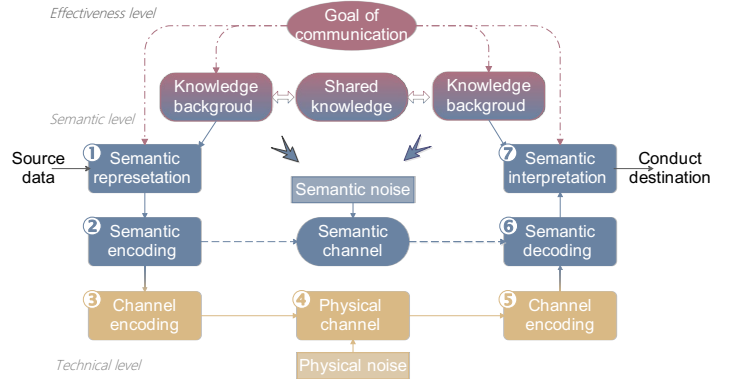 Effectiveness level
Goal of
communication
Knowledge
backgroud
Shared
knowledge
Knowledge
backgroud
Semantic level
Source
data
1
Semantic
represetation
7
Semantic
interpretation
Conduct
destination
Semantic noise
2
Semantic
encoding
Semantic
channel
6
Semantic
decoding
3
Channel
encoding
4
Physical
channel
5
Channel
encoding
Technical level
Physical noise